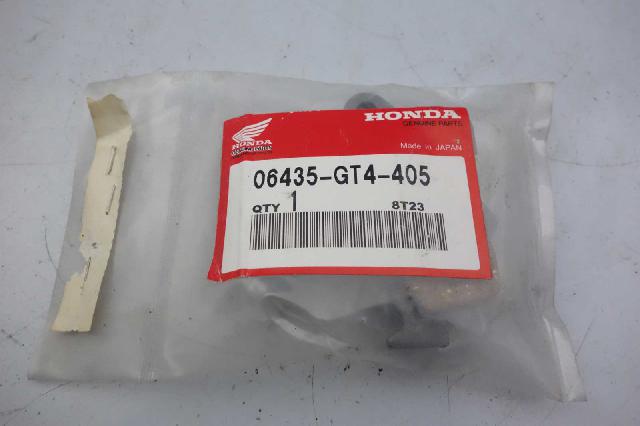 HONDA
GENUINE PARTS
Made in JAPAN
HONDA
06435-GT4-405
QTY 1 8T23